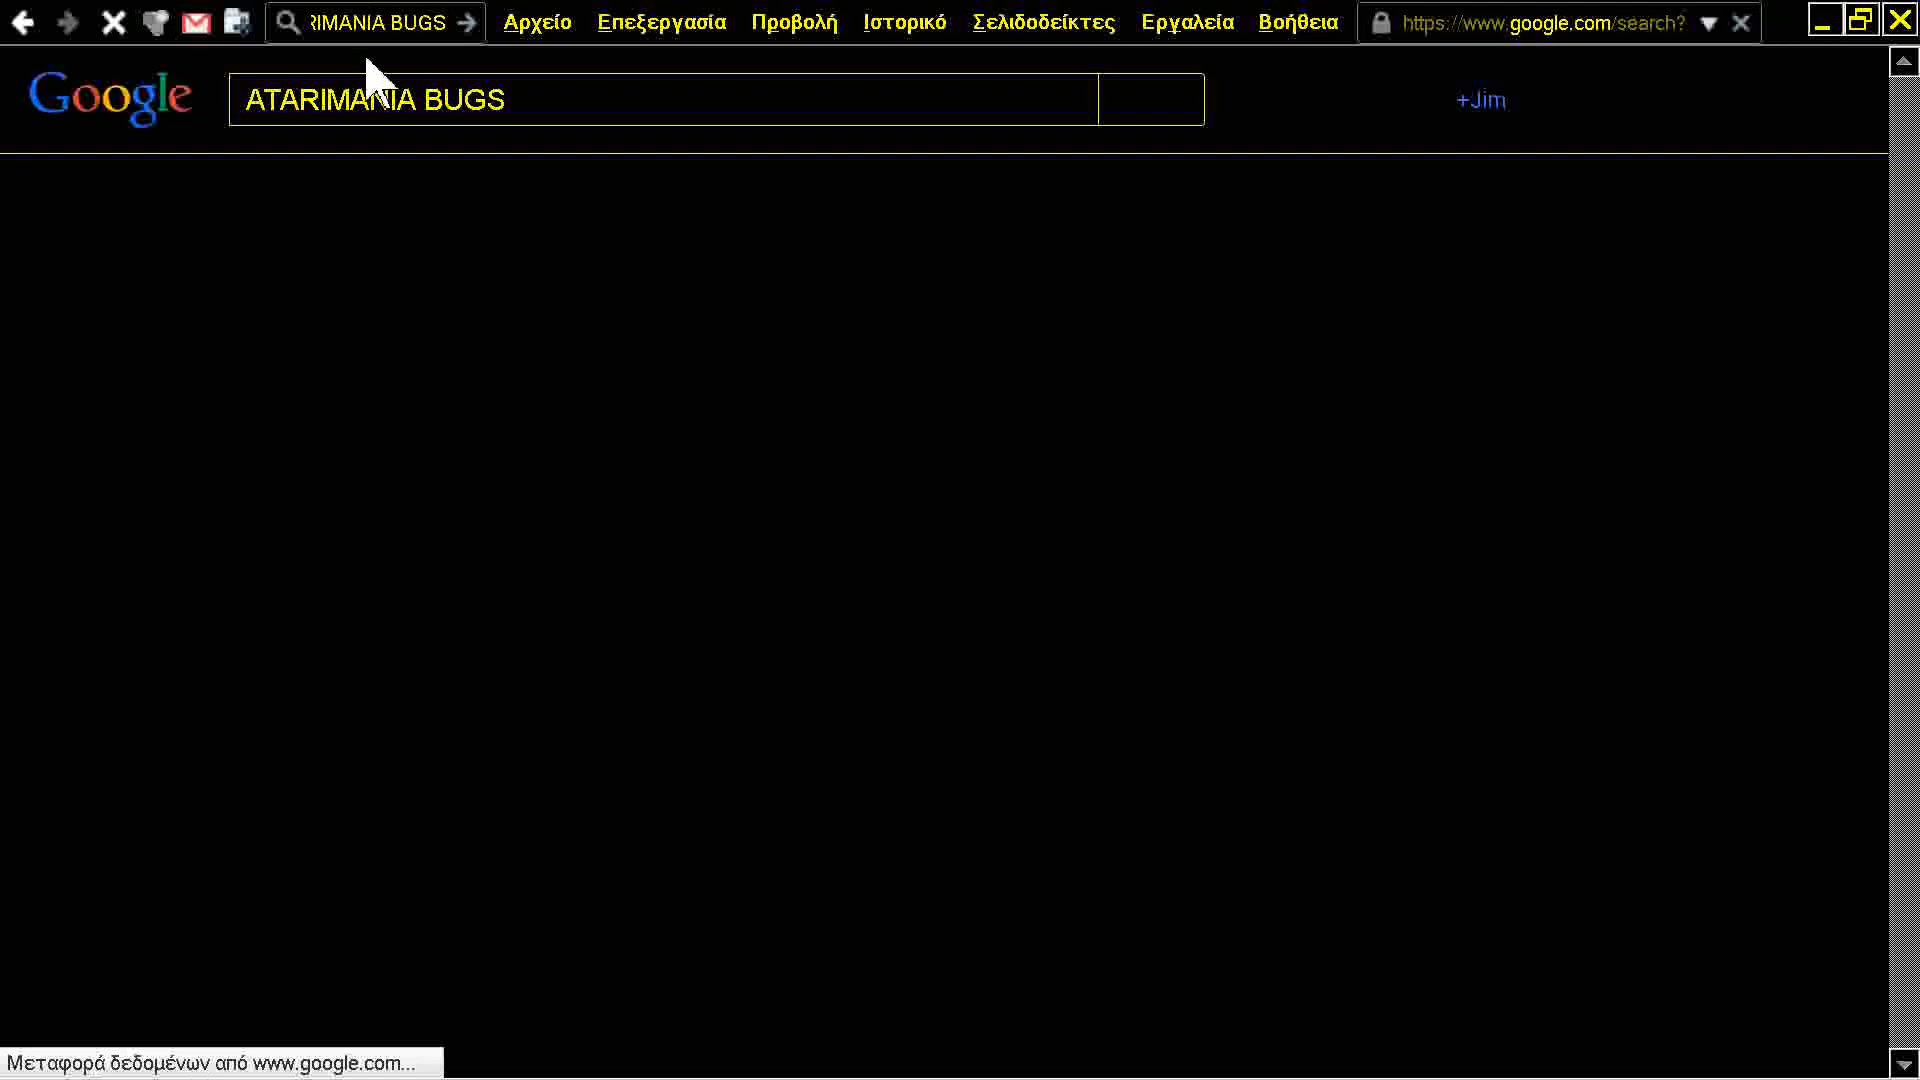 RIMANIA BUGS Αρχείο Επεξεργασία Προβολή Ιστορικό Σελιδοδείκτες Εργαλεία Βοήθεια https://www.google.com/search?
Google ATARIMANIA BUGS +Jim
Μεταφορά δεδομένων από www.google.com...